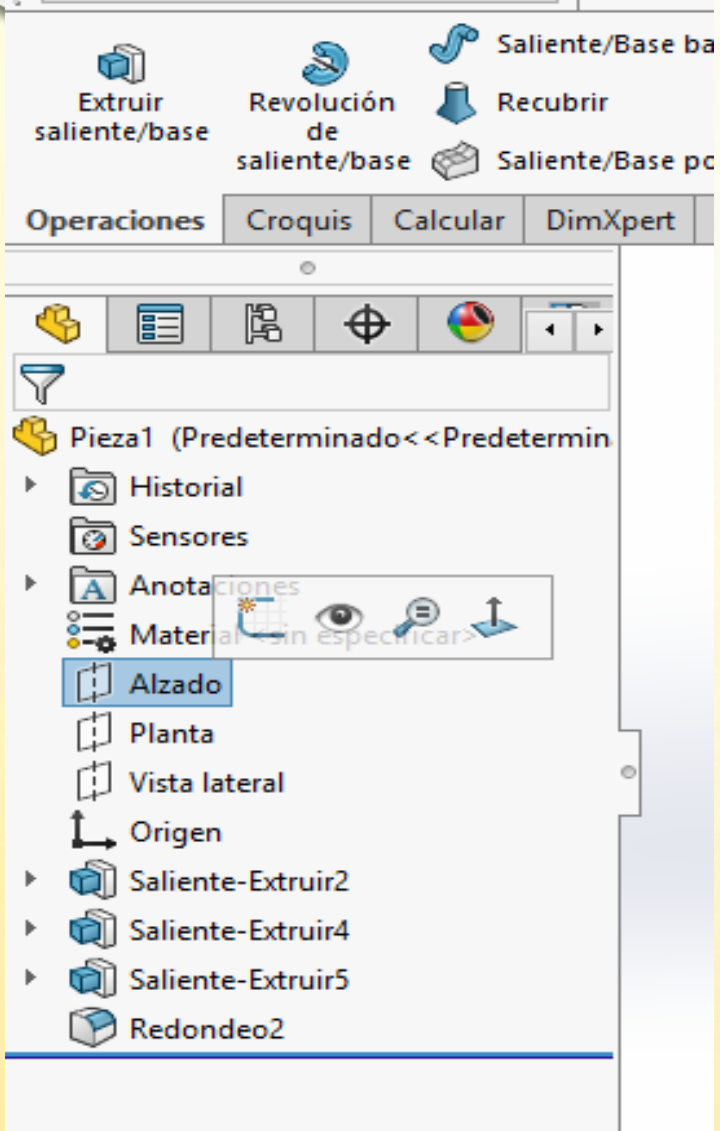 Extruir
saliente/base
Revolución
de
saliente/base
Saliente/Base ba
Recubrir
Saliente/Base po
Operaciones
Croquis
Calcular
DimXpert
Pieza1 (Predeterminado<<Predetermin
Historial
Sensores
Anotaciones
Material <sin especificar>
Alzado
Planta
Vista lateral
Origen
Saliente-Extruir2
Saliente-Extruir4
Saliente-Extruir5
Redondeo2